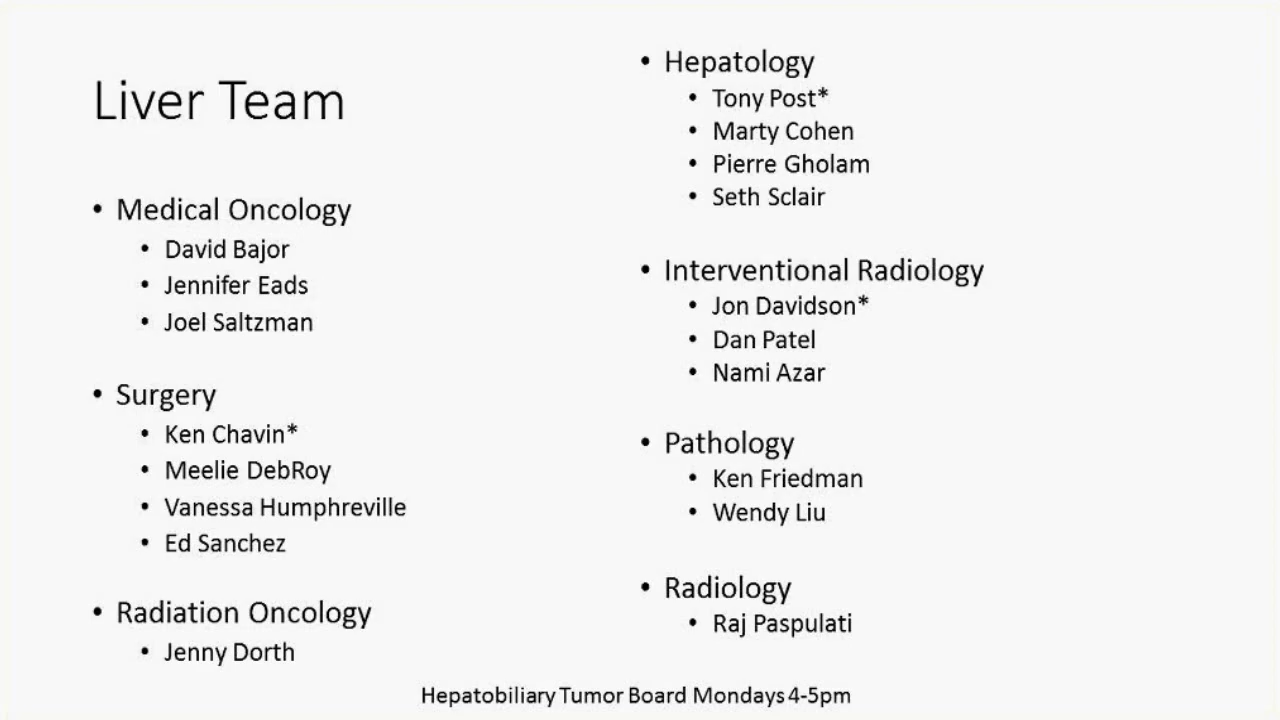 Liver Team
• Medical Oncology
• David Bajor
• Jennifer Eads
• Joel Saltzman
• Surgery
• Ken Chavin*
• Meelie DebRoy
• Vanessa Humphreville
• Ed Sanchez
• Radiation Oncology
• Jenny Dorth
• Hepatology
• Tony Post*
• Marty Cohen
• Pierre Gholam
• Seth Sclair
• Interventional Radiology
• Jon Davidson*
• Dan Patel
• Nami Azar
• Pathology
• Ken Friedman
• Wendy Liu
• Radiology
• Raj Paspulati
Hepatobiliary Tumor Board Mondays 4-5pm